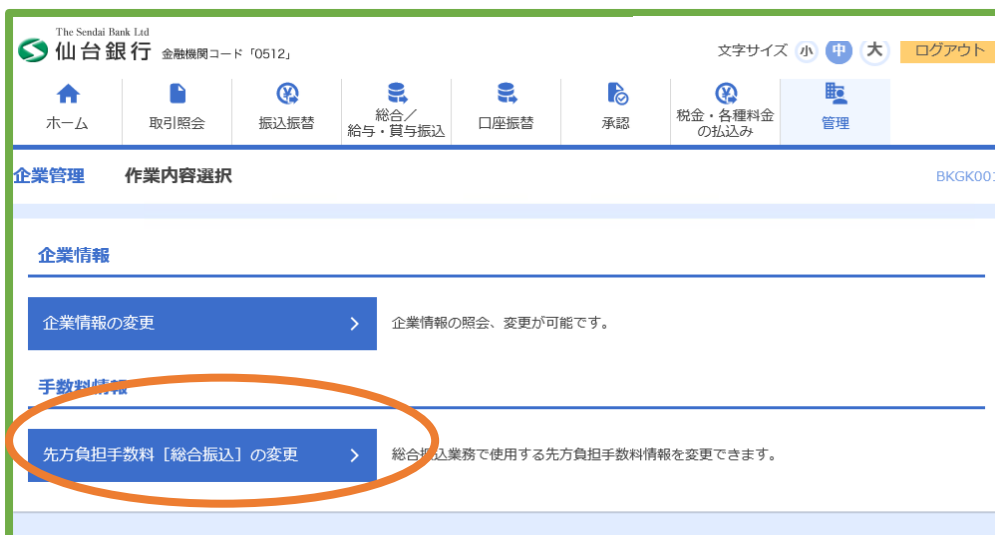 The Sendai Bank Ltd
仙台銀行 金融機関コード「0512」
文字サイズ 小 中 大 ログアウト
ホーム
取引照会
振込振替
総合／
給与・賞与振込
口座振替
承認
税金・各種料金
の払込み
管理
企業管理 作業内容選択 BKGK001
企業情報
企業情報の変更 企業情報の照会、変更が可能です。
手数料情報
先方負担手数料［総合振込］の変更 総合振込業務で使用する先方負担手数料情報を変更できます。